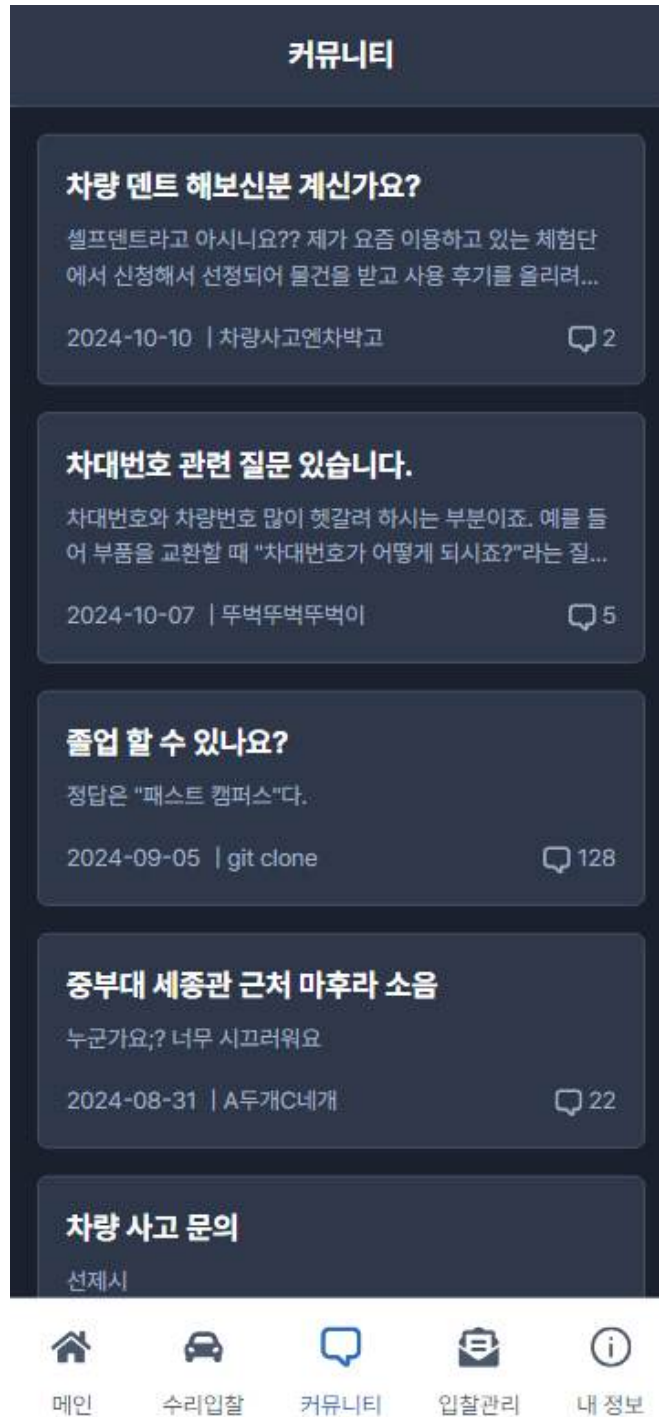 커뮤니티
차량 덴트 해보신분 계신가요?
셀프덴트라고 아시니요?? 제가 요즘 이용하고 있는 체험단
에서 신청해서 선정되어 물건을 받고 사용 후기를 올리려...
2024-10-10 | 차량사고엔차박고
2
차대번호 관련 질문 있습니다.
차대번호와 차량번호 많이 헷갈려 하시는 부분이죠. 예를 들
어 부품을 교환할 때 "차대번호가 어떻게 되시죠?"라는 질...
2024-10-07 | 뚜벅뚜벅뚜벅이
5
졸업 할 수 있나요?
정답은 "패스트 캠퍼스"다.
2024-09-05 | git clone
128
중부대 세종관 근처 마후라 소음
누군가요;? 너무 시끄러워요
2024-08-31 | A두개C네개
22
차량 사고 문의
선제시
메인
수리입찰
커뮤니티
입찰관리
내 정보